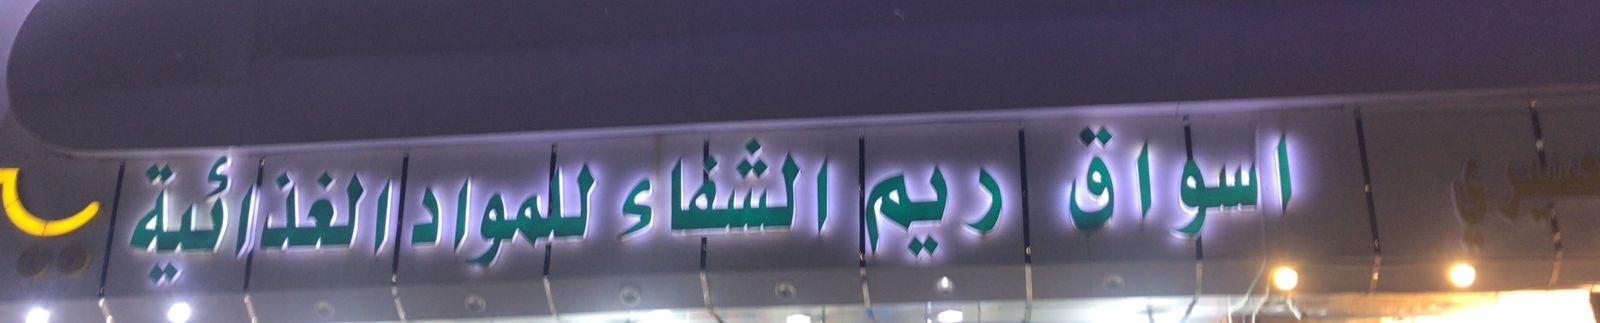 اسواق ريم الشفاء للمواد الغذائية